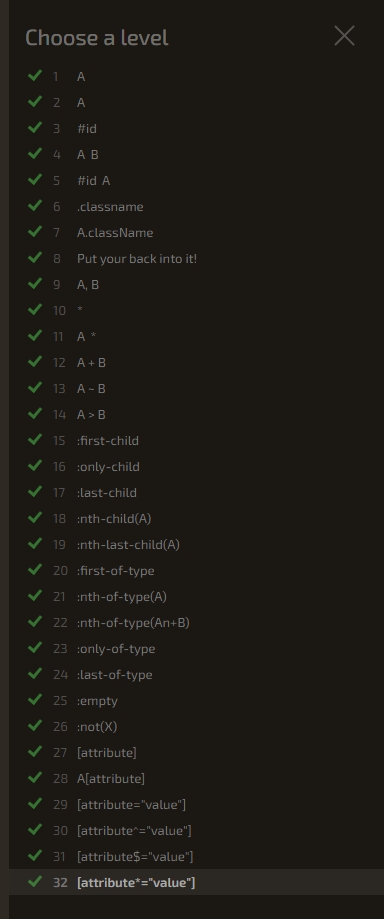 Choose a level
1 A
2 A
3 #id
4 A B
5 #id A
6 .classname
7 A.className
8 Put your back into it!
9 A, B
10 *
11 A *
12 A + B
13 A ~ B
14 A > B
15 :first-child
16 :only-child
17 :last-child
18 :nth-child(A)
19 :nth-last-child(A)
20 :first-of-type
21 :nth-of-type(A)
22 :nth-of-type(An+B)
23 :only-of-type
24 :last-of-type
25 :empty
26 :not(X)
27 [attribute]
28 A[attribute]
29 [attribute="value"]
30 [attribute^="value"]
31 [attribute$="value"]
32 [attribute*="value"]